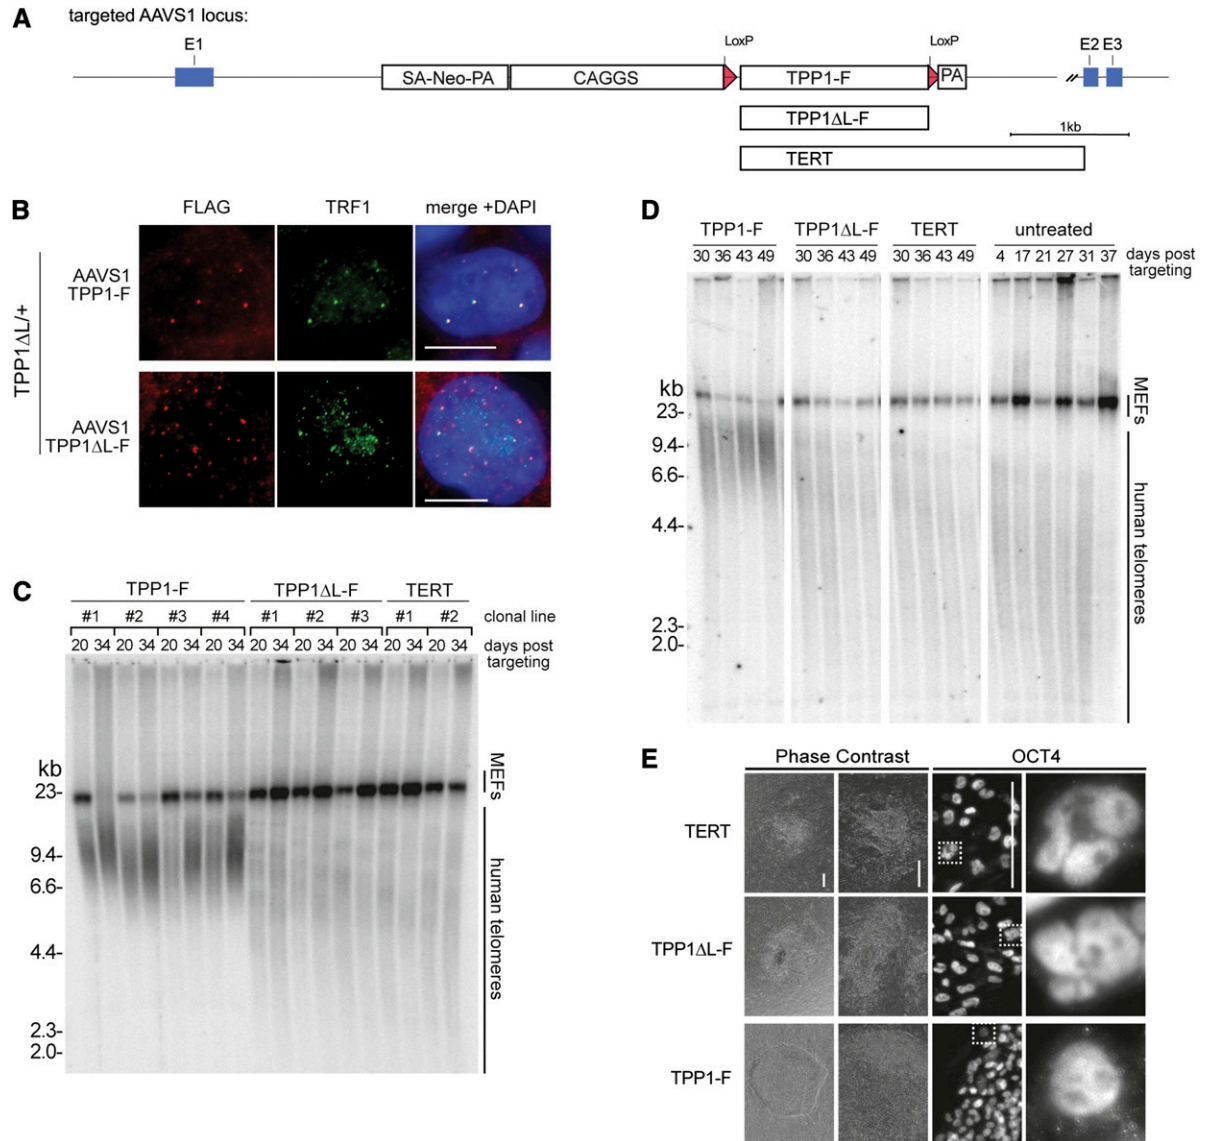 A
targeted AAVS1 locus:
E1
LoxP
LoxP
E2 E3
SA-Neo-PA
CAGGS
TPP1-F
PA
TPP1ΔL-F
1kb
TERT
B
FLAG
TRF1
merge +DAPI
TPP1ΔL/+
AAVS1
TPP1-F
AAVS1
TPP1ΔL-F
C
TPP1-F
TPP1ΔL-F
TERT
#1 #2 #3 #4 #1 #2 #3 #1 #2
clonal line
20 34 20 34 20 34 20 34 20 34 20 34 20 34 20 34 20 34
days post
targeting
kb
23-
9.4-
6.6-
4.4-
2.3-
2.0-
MEFs
human telomeres
D
TPP1-F
TPP1ΔL-F
TERT
untreated
30 36 43 49 30 36 43 49 30 36 43 49 4 17 21 27 31 37
days post
targeting
kb
23-
9.4-
6.6-
4.4-
2.3-
2.0-
MEFs
human telomeres
E
Phase Contrast
OCT4
TERT
TPP1ΔL-F
TPP1-F